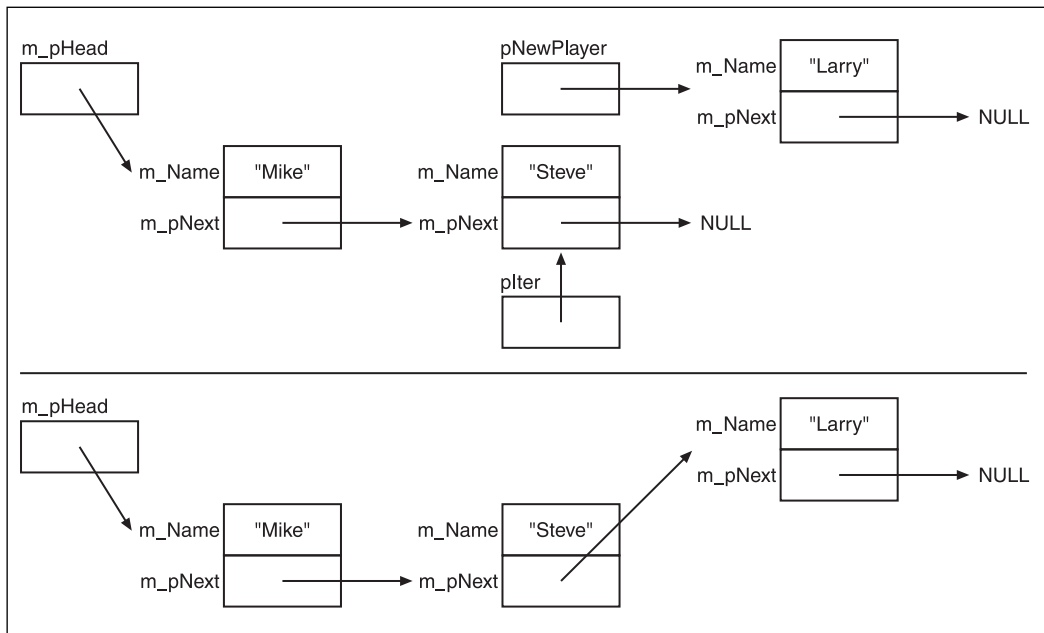 m_pHead
pNewPlayer
m_Name "Larry"
m_pNext NULL
m_Name "Mike" m_Name "Steve"
m_pNext m_pNext NULL
pIter
m_pHead
m_Name "Larry"
m_pNext NULL
m_Name "Mike" m_Name "Steve"
m_pNext m_pNext